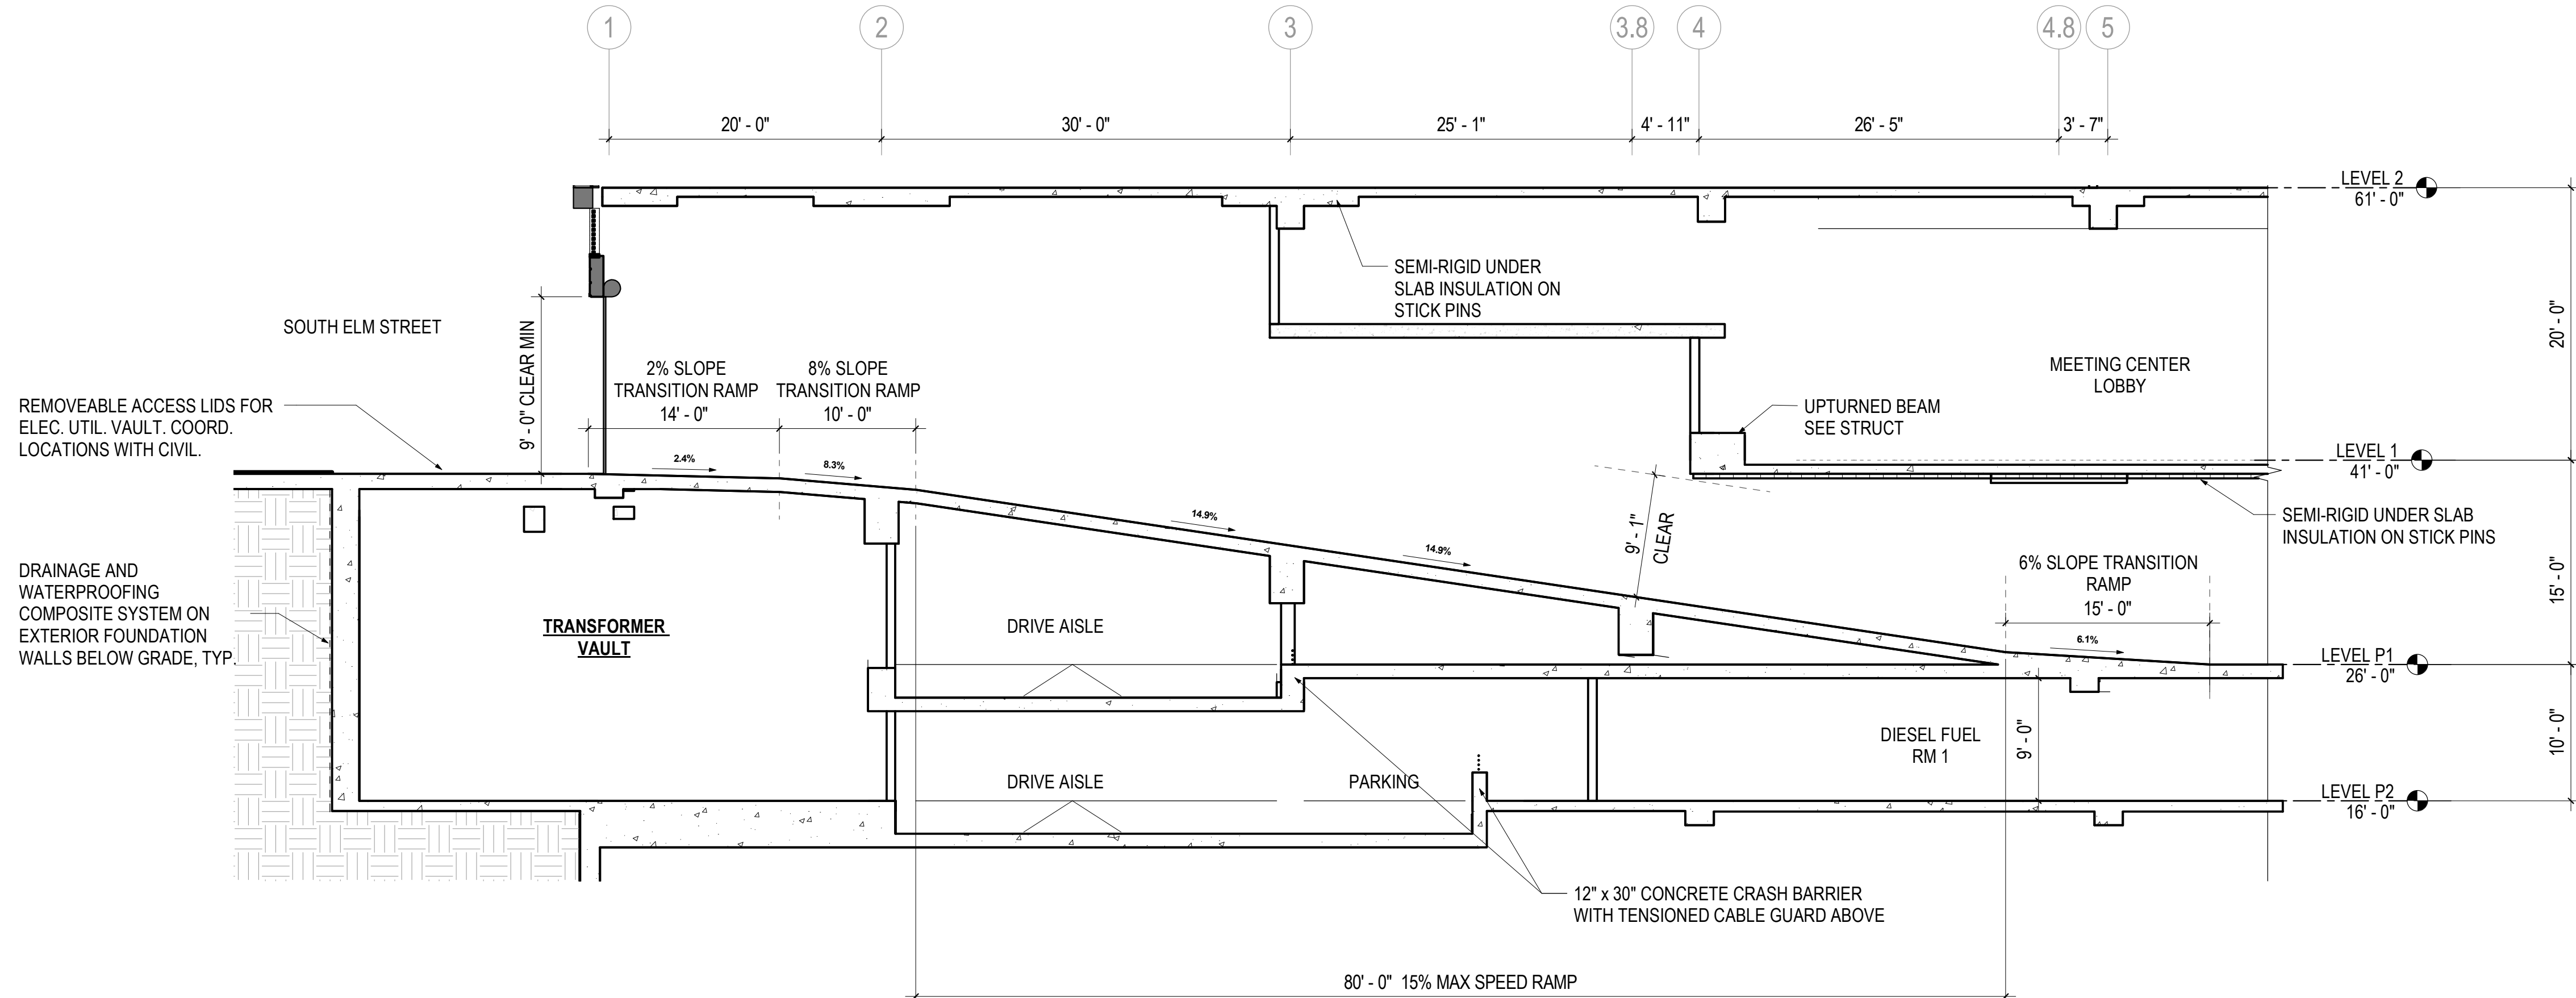 1
2
3
3.8
4
4.8
5
20' - 0"
30' - 0"
25' - 1"
4' - 11"
26' - 5"
3' - 7"
LEVEL 2
61' - 0"
SEMI-RIGID UNDER
SLAB INSULATION ON
STICK PINS
SOUTH ELM STREET
9' - 0" CLEAR MIN
20' - 0"
2% SLOPE
TRANSITION RAMP
14' - 0"
8% SLOPE
TRANSITION RAMP
10' - 0"
MEETING CENTER
LOBBY
REMOVEABLE ACCESS LIDS FOR
ELEC. UTIL. VAULT. COORD.
LOCATIONS WITH CIVIL.
UPTURNED BEAM
SEE STRUCT
LEVEL 1
41' - 0"
2.4%
8.3%
14.9%
14.9%
9' - 1"
CLEAR
SEMI-RIGID UNDER SLAB
INSULATION ON STICK PINS
DRAINAGE AND
WATERPROOFING
COMPOSITE SYSTEM ON
EXTERIOR FOUNDATION
WALLS BELOW GRADE, TYP.
6% SLOPE TRANSITION
RAMP
15' - 0"
15' - 0"
TRANSFORMER
VAULT
DRIVE AISLE
6.1%
LEVEL P1
26' - 0"
DIESEL FUEL
RM 1
9' - 0"
10' - 0"
DRIVE AISLE
PARKING
LEVEL P2
16' - 0"
12" x 30" CONCRETE CRASH BARRIER
WITH TENSIONED CABLE GUARD ABOVE
80' - 0" 15% MAX SPEED RAMP